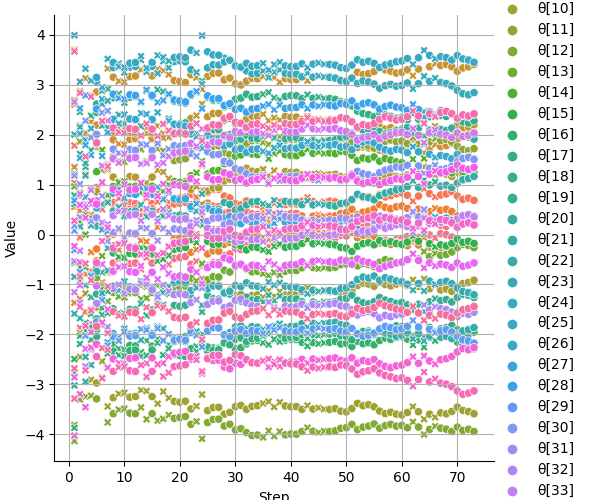 Value
4
3
2
1
0
−1
−2
−3
−4
0 10 20 30 40 50 60 70
Step
θ[10]
θ[11]
θ[12]
θ[13]
θ[14]
θ[15]
θ[16]
θ[17]
θ[18]
θ[19]
θ[20]
θ[21]
θ[22]
θ[23]
θ[24]
θ[25]
θ[26]
θ[27]
θ[28]
θ[29]
θ[30]
θ[31]
θ[32]
θ[33]